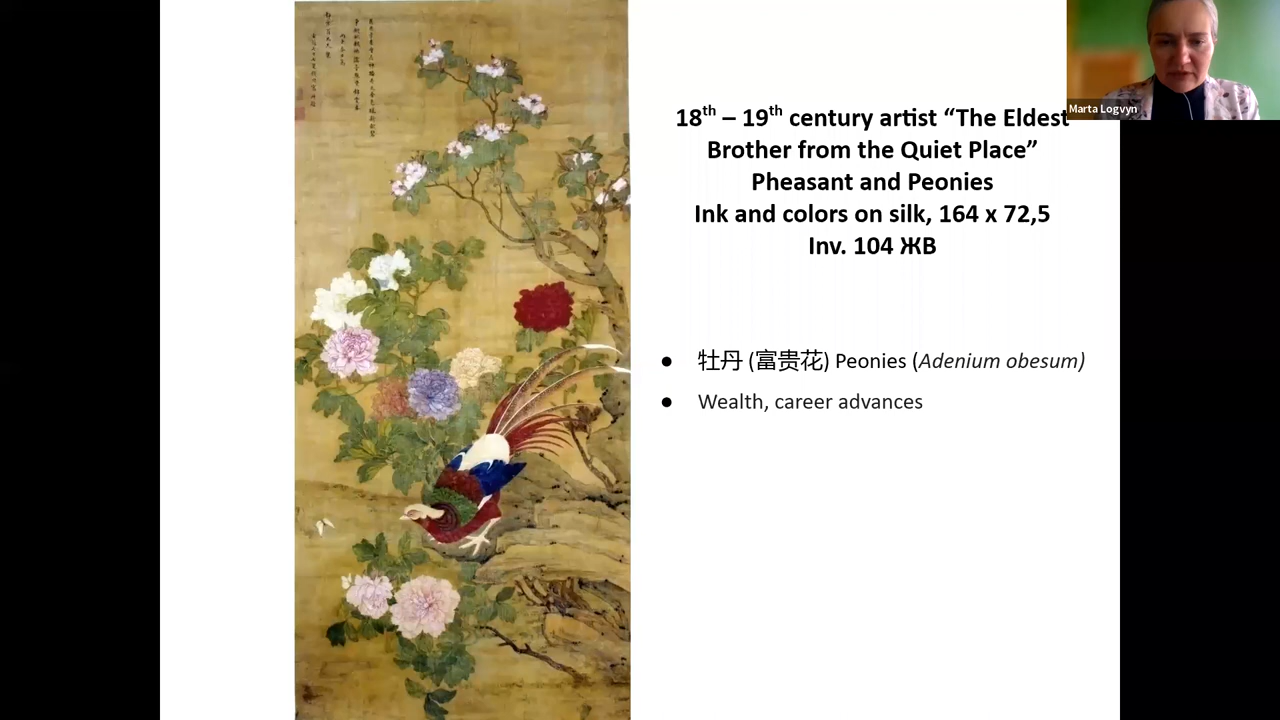 18th – 19th century artist “The Eldest
Brother from the Quiet Place”
Pheasant and Peonies
Ink and colors on silk, 164 x 72,5
Inv. 104 ЖВ
● 牡丹 (富贵花) Peonies (Adenium obesum)
● Wealth, career advances
Marta Logvyn